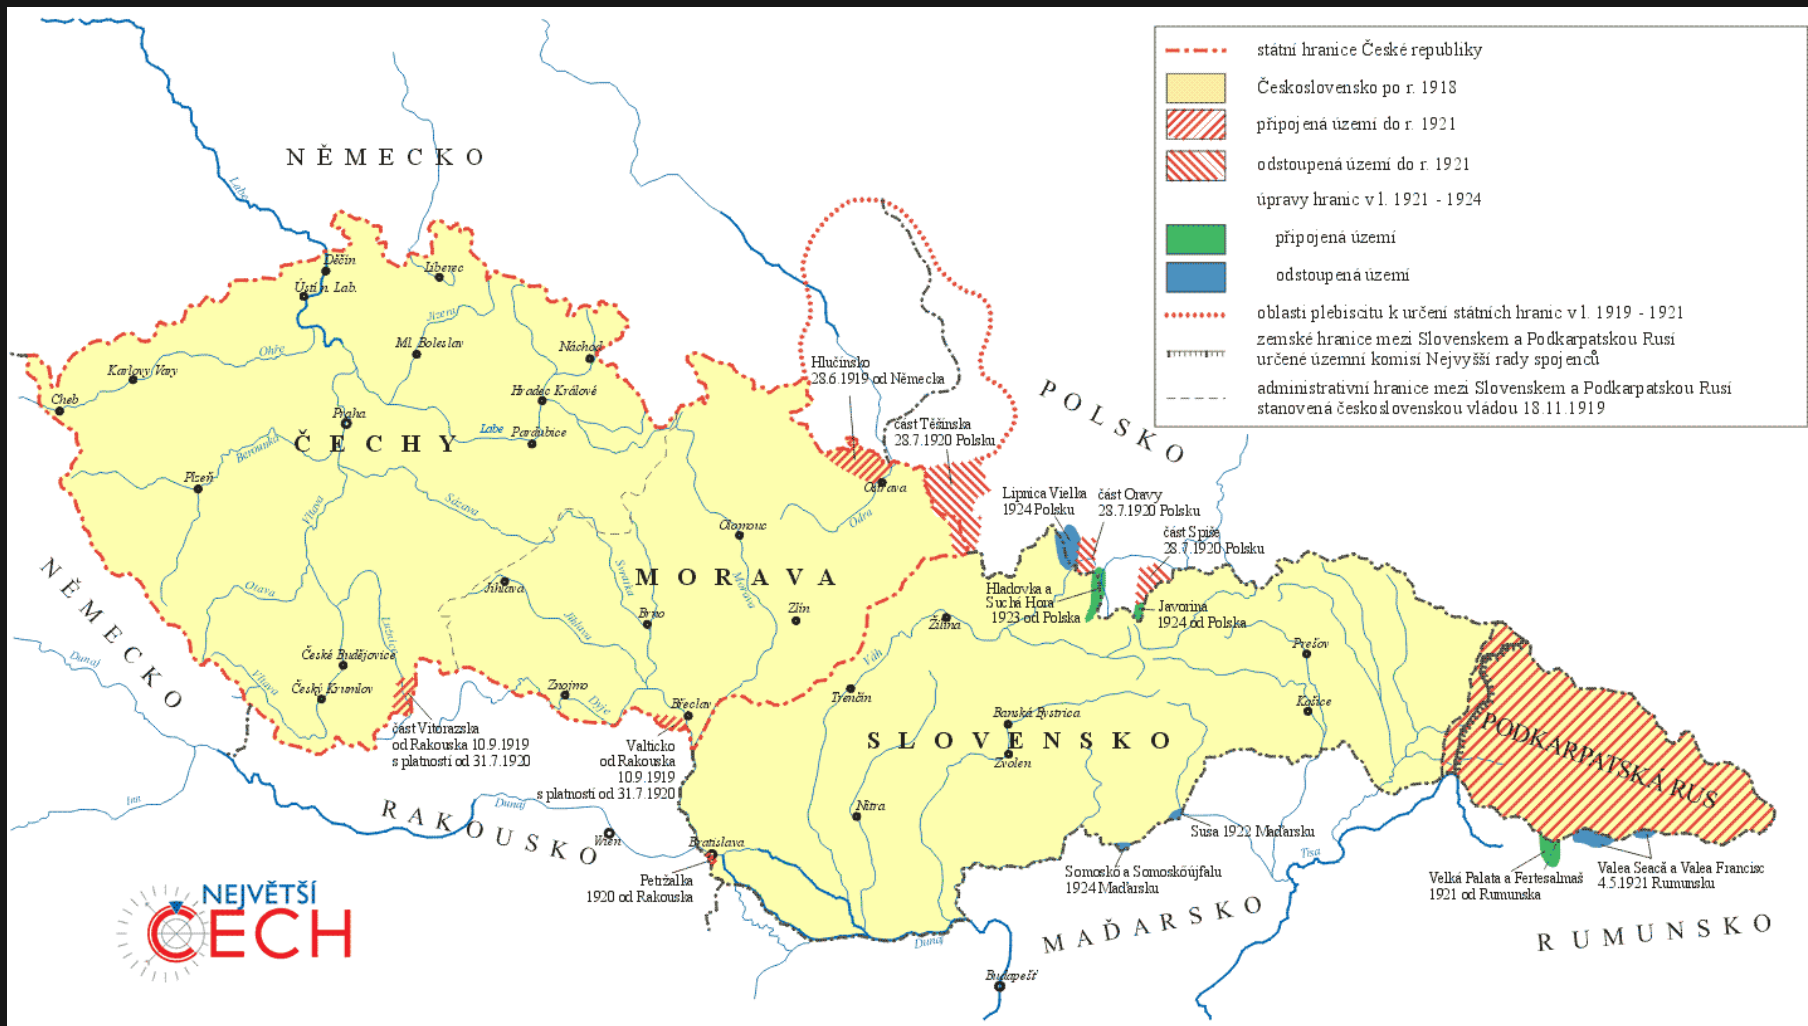 státní hranice České republiky
Československo po r. 1918
připojená území do r. 1921
odstoupená území do r. 1921
úpravy hranic v l. 1921 - 1924
připojená území
odstoupená území
oblasti plebiscitu k určení státních hranic v l. 1919 - 1921
zemské hranice mezi Slovenskem a Podkarpatskou Rusí
určené územní komisí Nejvyšší rady spojenců
administrativní hranice mezi Slovenskem a Podkarpatskou Rusí
stanovená československou vládou 18.11.1919
NĚMECKO
Labe
Děčín
Liberec
Ústí n. Lab.
Jizera
Ohře
Ml. Boleslav
Náchod
Karlovy Vary
Hradec Králové
Cheb
Praha
Labe
Pardubice
ČECHY
Berounka
Plzeň
Vltava
Sázava
Hlučínsko
28.6.1919 od Německa
část Těšínska
28.7.1920 Polsku
POLSKO
Ostrava
Odra
Olomouc
Lipnica Vielka
1924 Polsku
část Oravy
28.7.1920 Polsku
část Spiše
28.7.1920 Polsku
NĚMECKO
MORAVA
Otava
Jihlava
Svratka
Morava
Hladovka a
Suchá Hora
1923 od Polska
Javorina
1924 od Polska
Lužnice
Jihlava
Brno
Zlín
Žilina
Prešov
Dunaj
České Budějovice
Váh
Vltava
Český Krumlov
Znojmo
Dyje
Břeclav
Trenčín
Banská Bystrica
Košice
část Vitorazska
od Rakouska 10.9.1919
s platností od 31.7.1920
Valticko
od Rakouska
10.9.1919
s platností od 31.7.1920
SLOVENSKO
Zvolen
PODKARPATSKÁ RUS
Inn
RAKOUSKO
Dunaj
Wien
Nitra
Bratislava
Susa 1922 Maďarsku
Tisa
Petržalka
1920 od Rakouska
Somoskö a Somosköújfalu
1924 Maďarsku
Velká Palata a Fertesalmaš
1921 od Rumunska
Valea Seacă a Valea Francisc
4.5.1921 Rumunsku
NEJVĚTŠÍ
ČECH
Dunaj
MAĎARSKO
RUMUNSKO
Budapešť